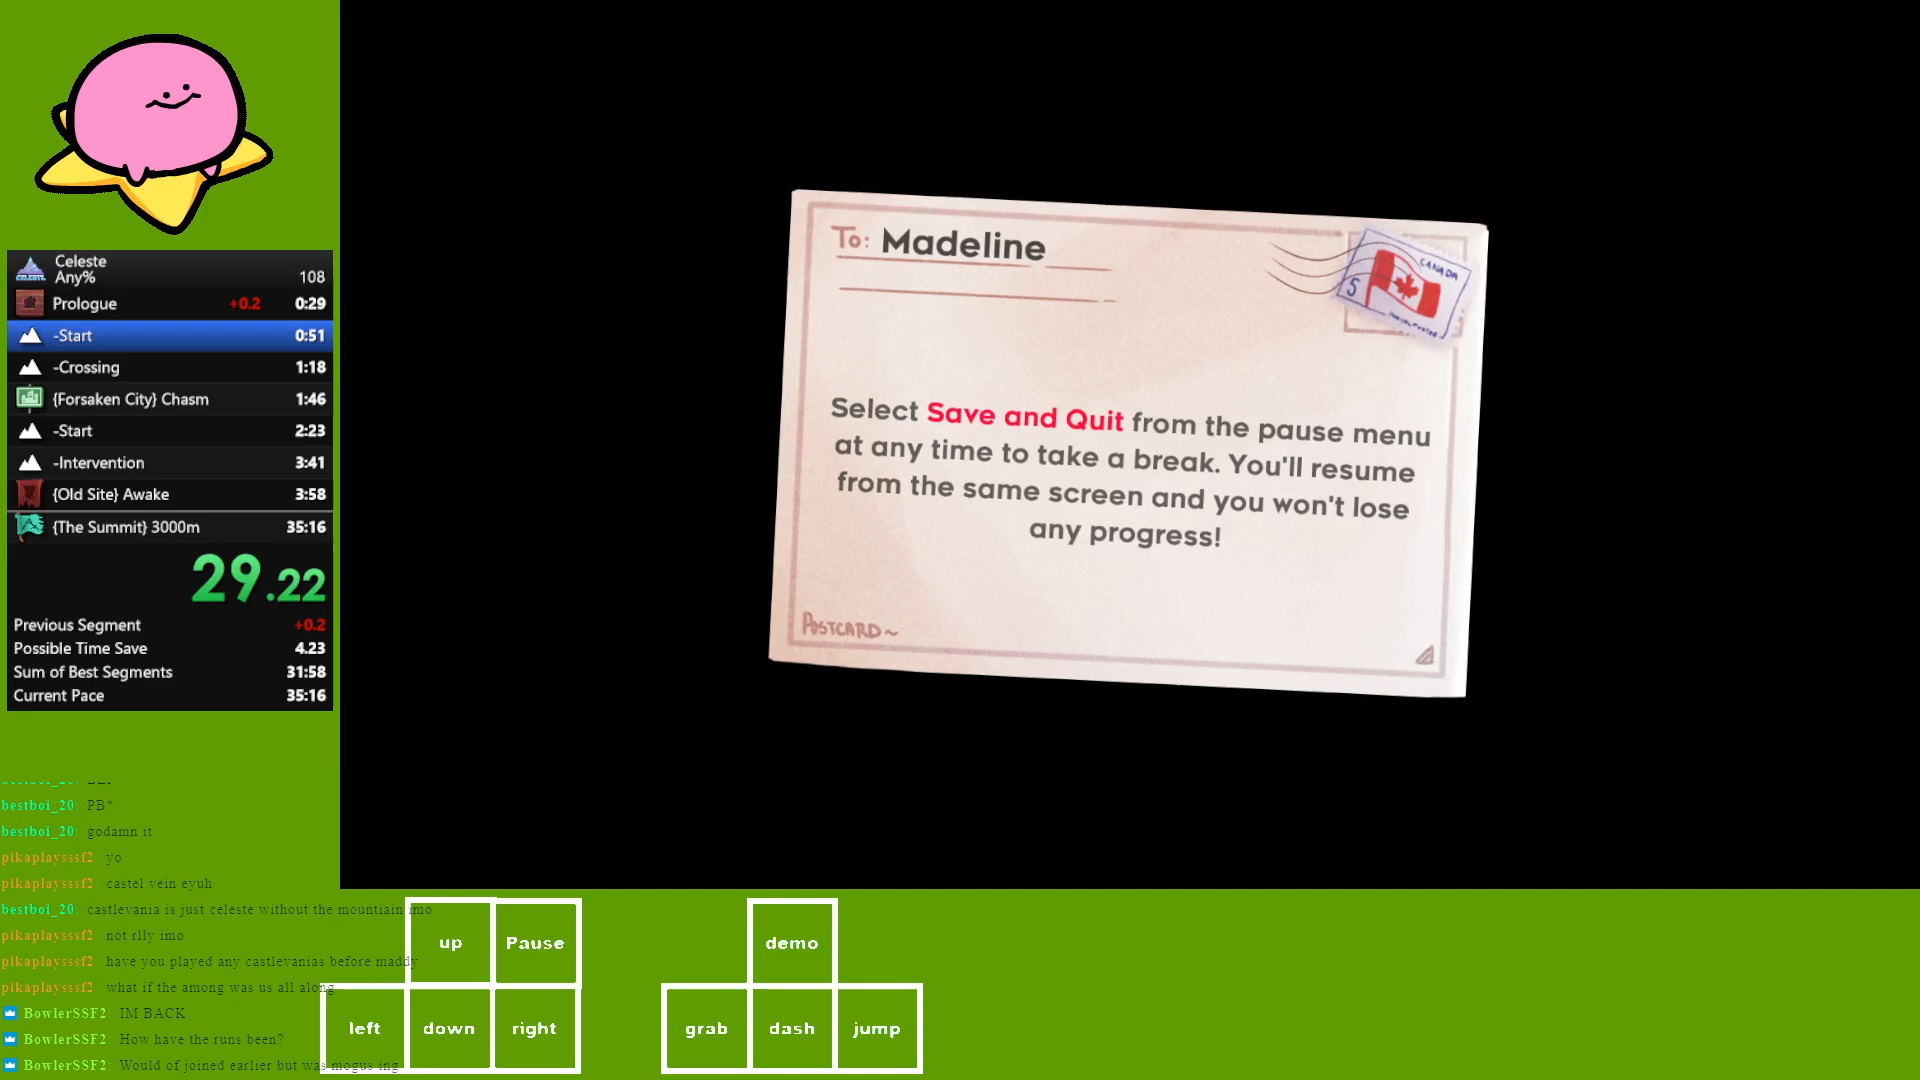 Celeste
Any%
108
Prologue +0.2 0:29
-Start 0:51
-Crossing 1:18
{Forsaken City} Chasm 1:46
-Start 2:23
-Intervention 3:41
{Old Site} Awake 3:58
{The Summit} 3000m 35:16
29.22
Previous Segment +0.2
Possible Time Save 4.23
Sum of Best Segments 31:58
Current Pace 35:16
To: Madeline
CANADA
5
Select Save and Quit from the pause menu
at any time to take a break. You'll resume
from the same screen and you won't lose
any progress!
POSTCARD~
bestboi_20: PB*
bestboi_20: godamn it
pikaplaysssf2: yo
pikaplaysssf2: castel vein eyuh
bestboi_20: castlevania is just celeste without the mountiain imo
pikaplaysssf2: not rlly imo
pikaplaysssf2: have you played any castlevanias before maddy
pikaplaysssf2: what if the among was us all along
BowlerSSF2: IM BACK
BowlerSSF2: How have the runs been?
BowlerSSF2: Would of joined earlier but was mogus ing
up Pause demo
left down right grab dash jump